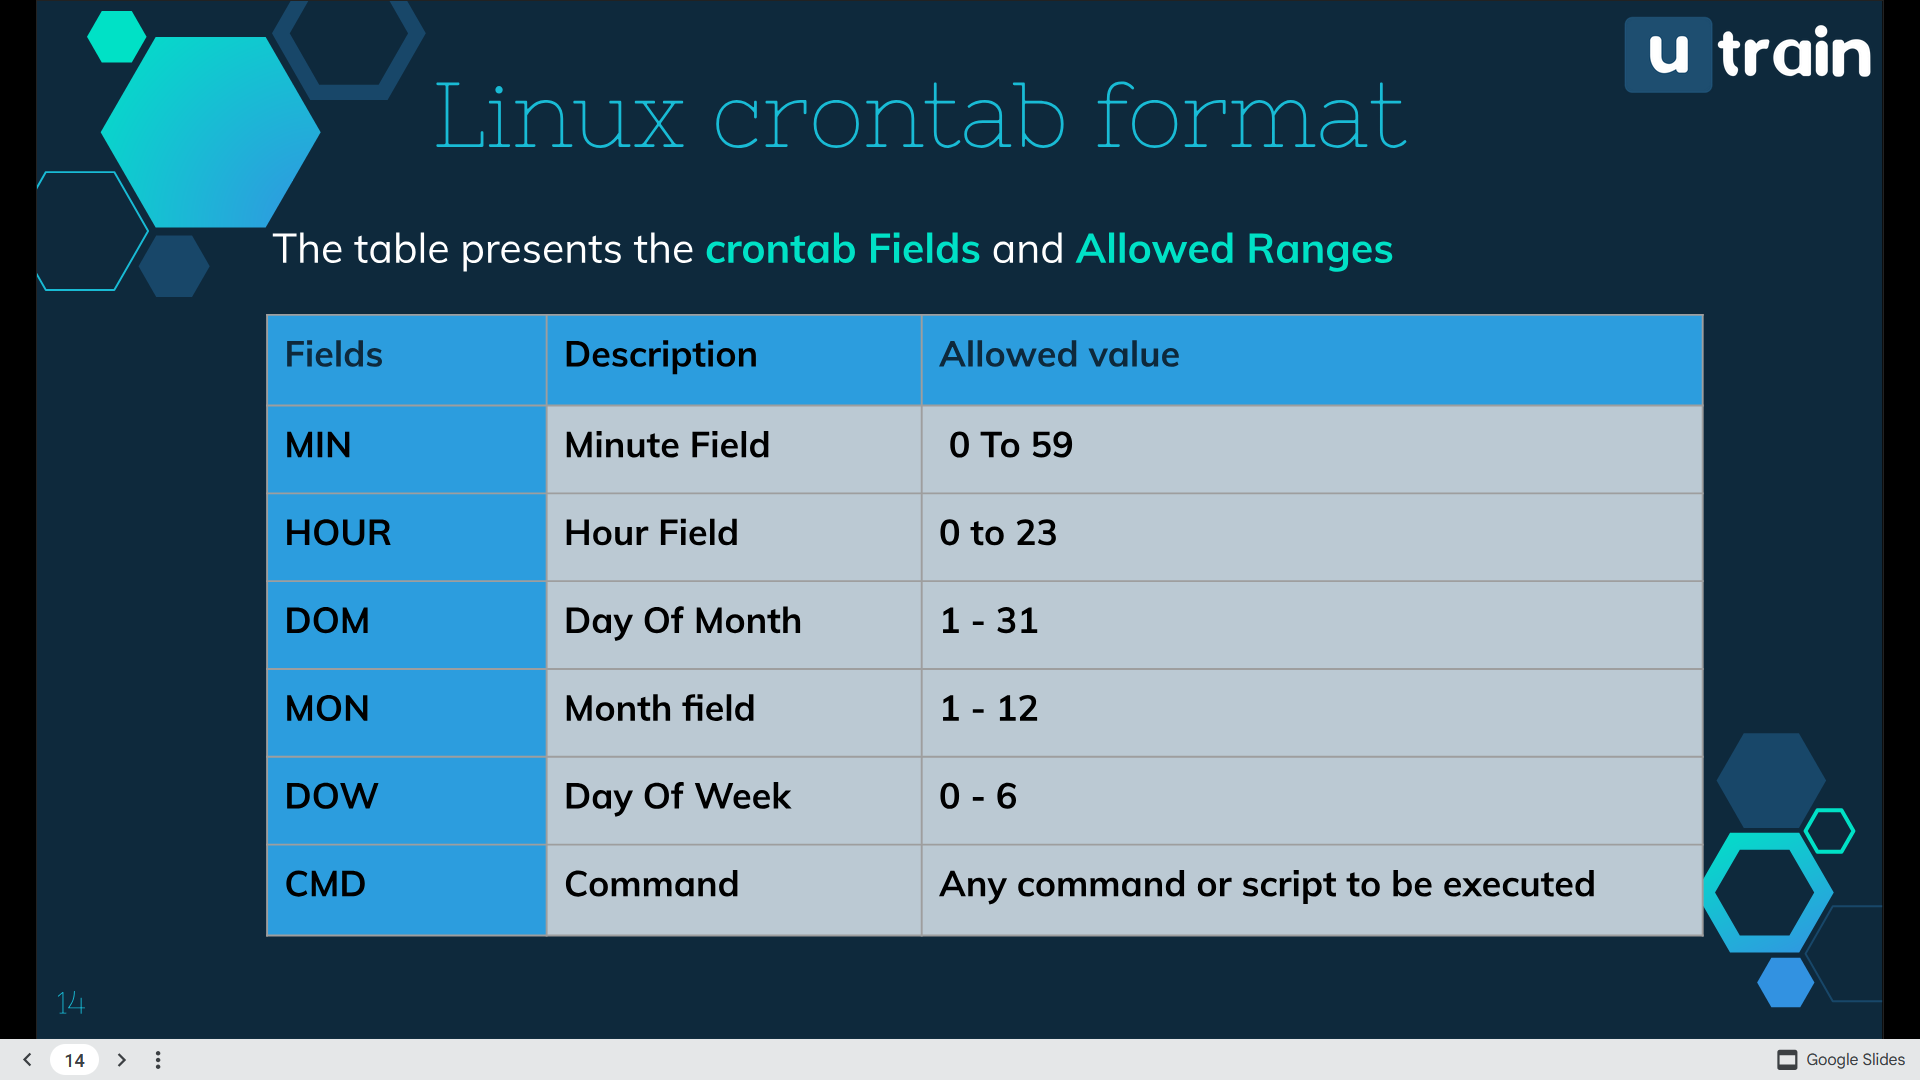 u train
Linux crontab format
The table presents the crontab Fields and Allowed Ranges
Fields Description Allowed value
MIN Minute Field 0 To 59
HOUR Hour Field 0 to 23
DOM Day Of Month 1 - 31
MON Month field 1 - 12
DOW Day Of Week 0 - 6
CMD Command Any command or script to be executed
14
14 Google Slides